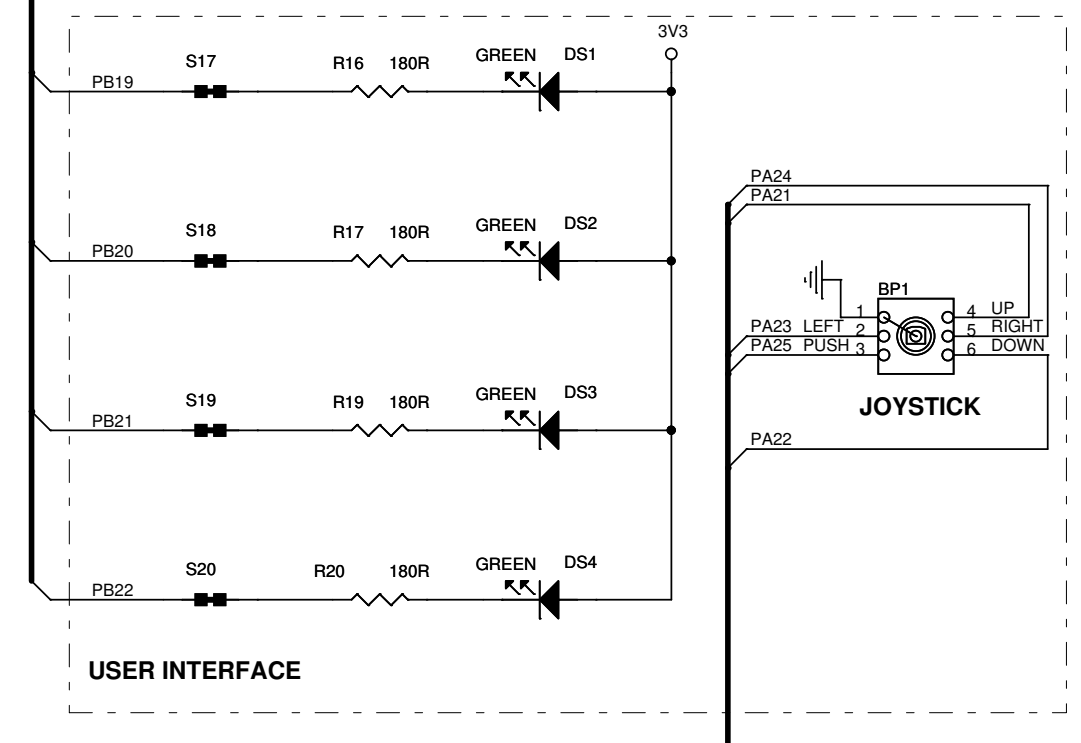 3V3
S17 R16 180R GREEN DS1
PB19
S18 R17 180R GREEN DS2
PB20
S19 R19 180R GREEN DS3
PB21
S20 R20 180R GREEN DS4
PB22
USER INTERFACE
PA24
PA21
BP1
1 4 UP
PA23 LEFT 2 5 RIGHT
PA25 PUSH 3 6 DOWN
JOYSTICK
PA22